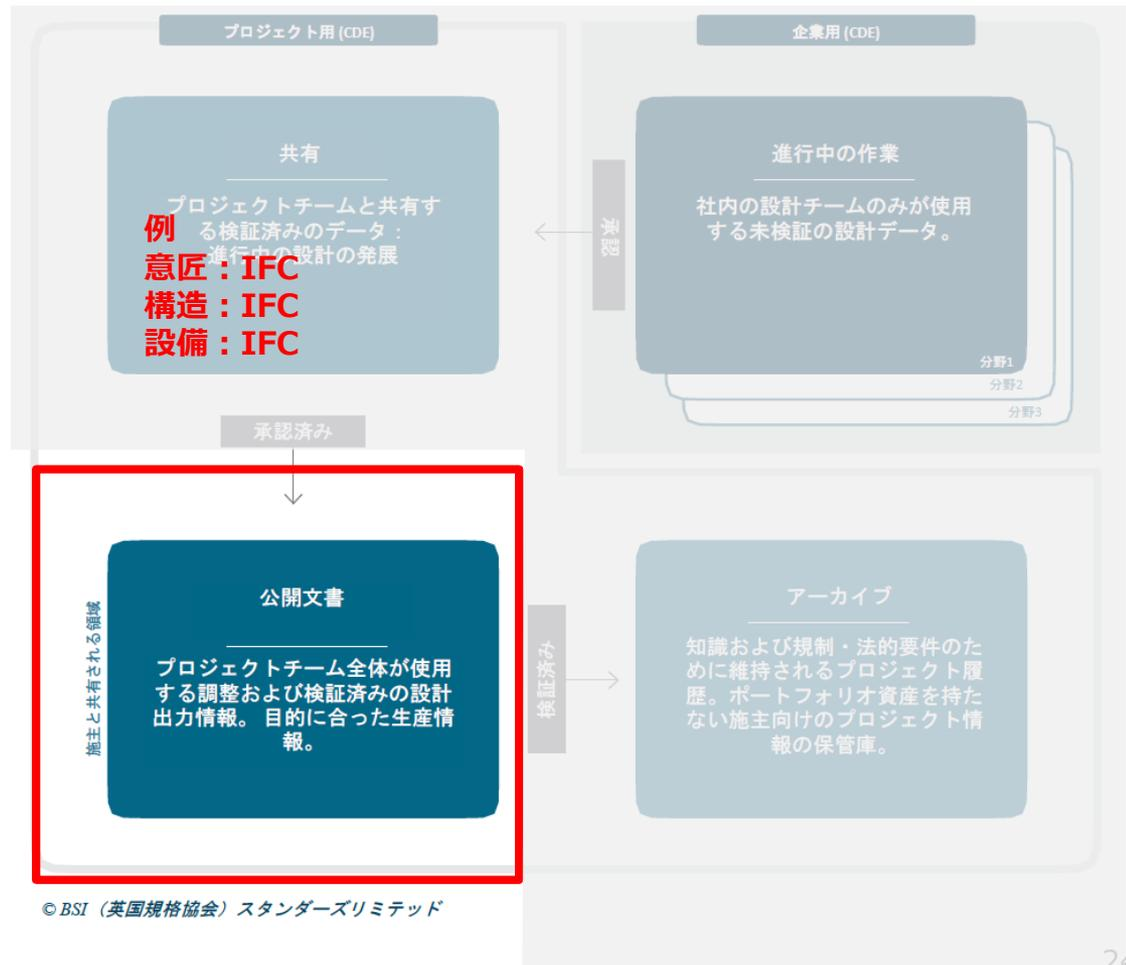 プロジェクト用 (CDE)
企業用 (CDE)
共有
プロジェクトチームと共有す
る検証済みのデータ：
進行中の設計の発展
例
意匠：IFC
構造：IFC
設備：IFC
承認
進行中の作業
社内の設計チームのみが使用
する未検証の設計データ。
分野1
分野2
分野3
承認済み
施主と共有される領域
公開文書
プロジェクトチーム全体が使用
する調整および検証済みの設計
出力情報。 目的に合った生産情
報。
検証済み
アーカイブ
知識および規制・法的要件のた
めに維持されるプロジェクト履
歴。ポートフォリオ資産を持た
ない施主向けのプロジェクト情
報の保管庫。
© BSI（英国規格協会）スタンダーズリミテッド
24